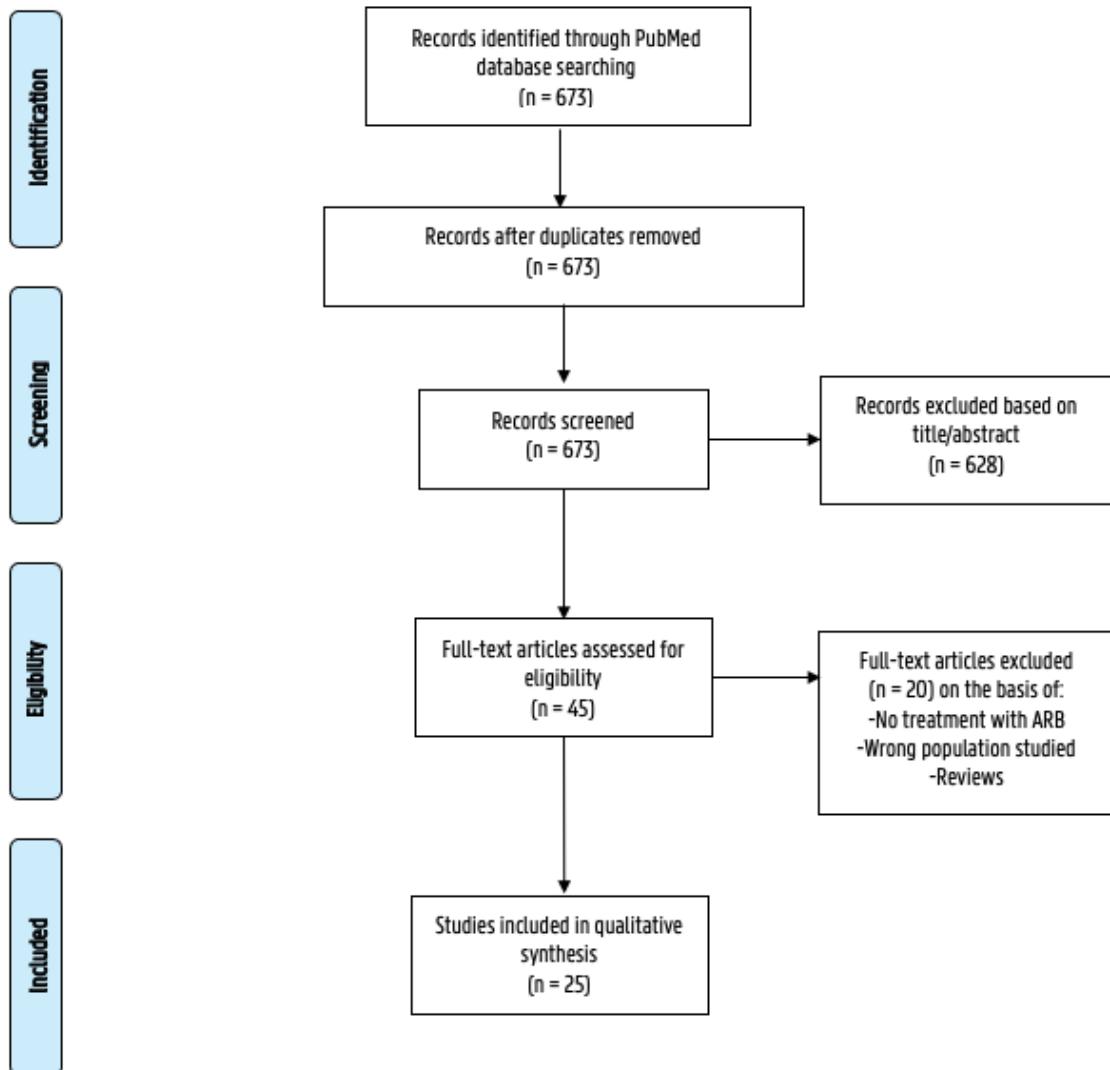 Identification
Records identified through PubMed
database searching
(n = 673)
Records after duplicates removed
(n = 673)
Screening
Records screened
(n = 673)
Records excluded based on
title/abstract
(n = 628)
Eligibility
Full-text articles assessed for
eligibility
(n = 45)
Full-text articles excluded
(n = 20) on the basis of:
-No treatment with ARB
-Wrong population studied
-Reviews
Included
Studies included in qualitative
synthesis
(n = 25)